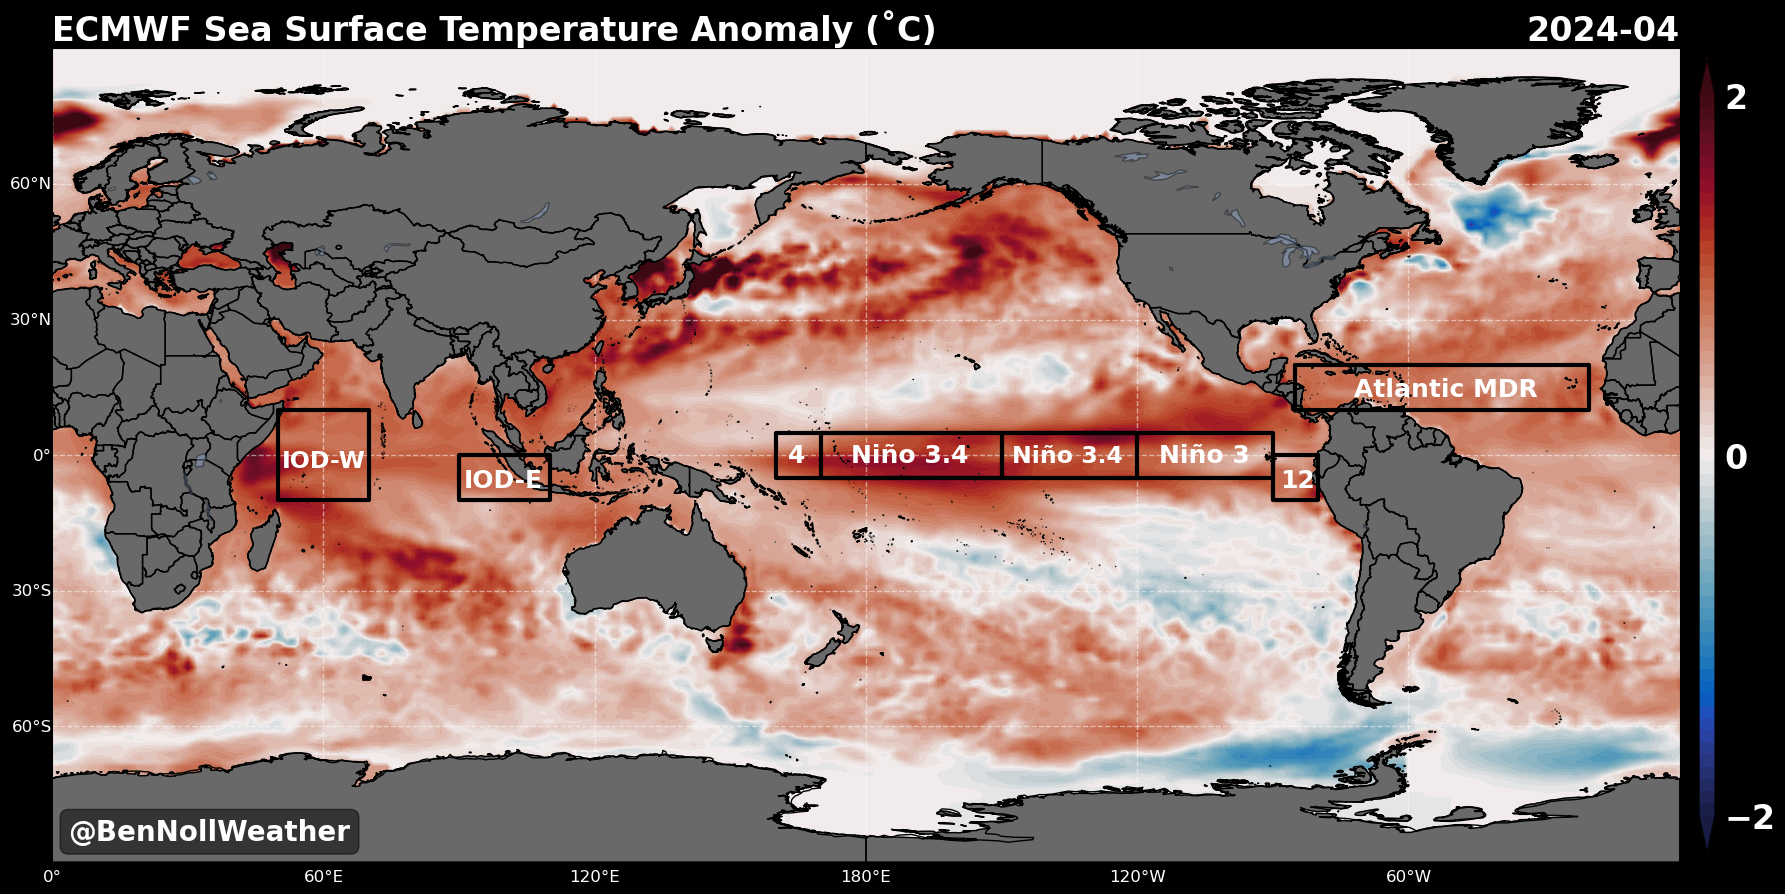 ECMWF Sea Surface Temperature Anomaly (˚C)
2024-04
2
60°N
30°N
Atlantic MDR
0°
IOD-W
IOD-E
4
Niño 3.4
Niño 3.4
Niño 3
12
0
30°S
60°S
−2
@BenNollWeather
0°
60°E
120°E
180°E
120°W
60°W